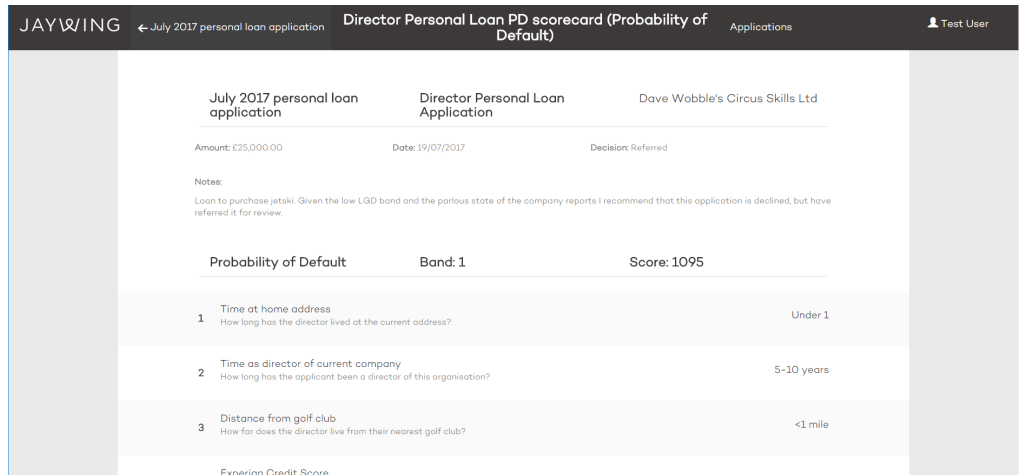 JAYWING
← July 2017 personal loan application
Director Personal Loan PD scorecard (Probability of
Default)
Applications
Test User
July 2017 personal loan
application
Director Personal Loan
Application
Dave Wobble's Circus Skills Ltd
Amount: £25,000.00
Date: 19/07/2017
Decision: Referred
Notes:
Loan to purchase jetski. Given the low LGD band and the parlous state of the company reports I recommend that this application is declined, but have
referred it for review.
Probability of Default
Band: 1
Score: 1095
1
Time at home address
How long has the director lived at the current address?
Under 1
2
Time as director of current company
How long has the applicant been a director of this organisation?
5-10 years
3
Distance from golf club
How far does the director live from their nearest golf club?
<1 mile
Experian Credit Score